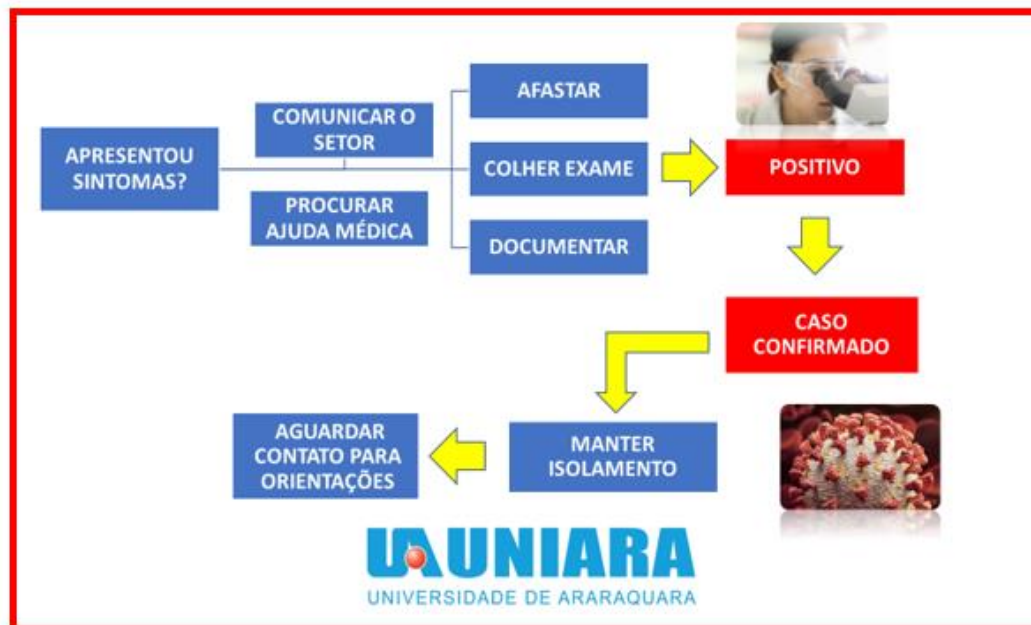 APRESENTOU
SINTOMAS?
COMUNICAR O
SETOR
PROCURAR
AJUDA MÉDICA
AFASTAR
COLHER EXAME
DOCUMENTAR
POSITIVO
CASO
CONFIRMADO
MANTER
ISOLAMENTO
AGUARDAR
CONTATO PARA
ORIENTAÇÕES
UA UNIARA
UNIVERSIDADE DE ARARAQUARA